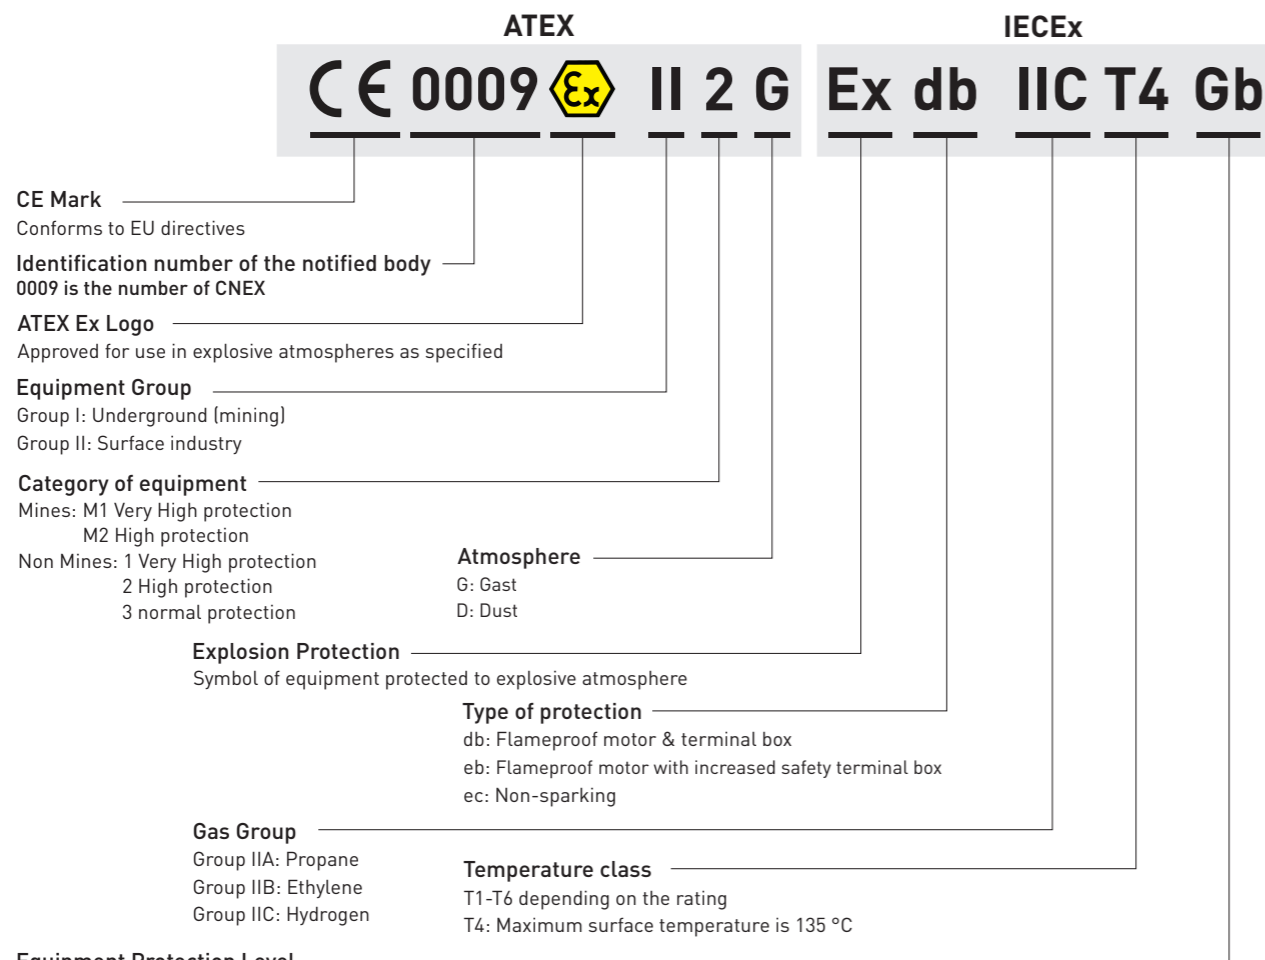 ATEX
IECEx
CE 0009 Ex II 2 G Ex db IIC T4 Gb
CE Mark
Conforms to EU directives
Identification number of the notified body
0009 is the number of CNEX
ATEX Ex Logo
Approved for use in explosive atmospheres as specified
Equipment Group
Group I: Underground (mining)
Group II: Surface industry
Category of equipment
Mines: M1 Very High protection
M2 High protection
Non Mines: 1 Very High protection
2 High protection
3 normal protection
Atmosphere
G: Gast
D: Dust
Explosion Protection
Symbol of equipment protected to explosive atmosphere
Type of protection
db: Flameproof motor & terminal box
eb: Flameproof motor with increased safety terminal box
ec: Non-sparking
Gas Group
Group IIA: Propane
Group IIB: Ethylene
Group IIC: Hydrogen
Temperature class
T1-T6 depending on the rating
T4: Maximum surface temperature is 135 °C
Equipment Protection Level